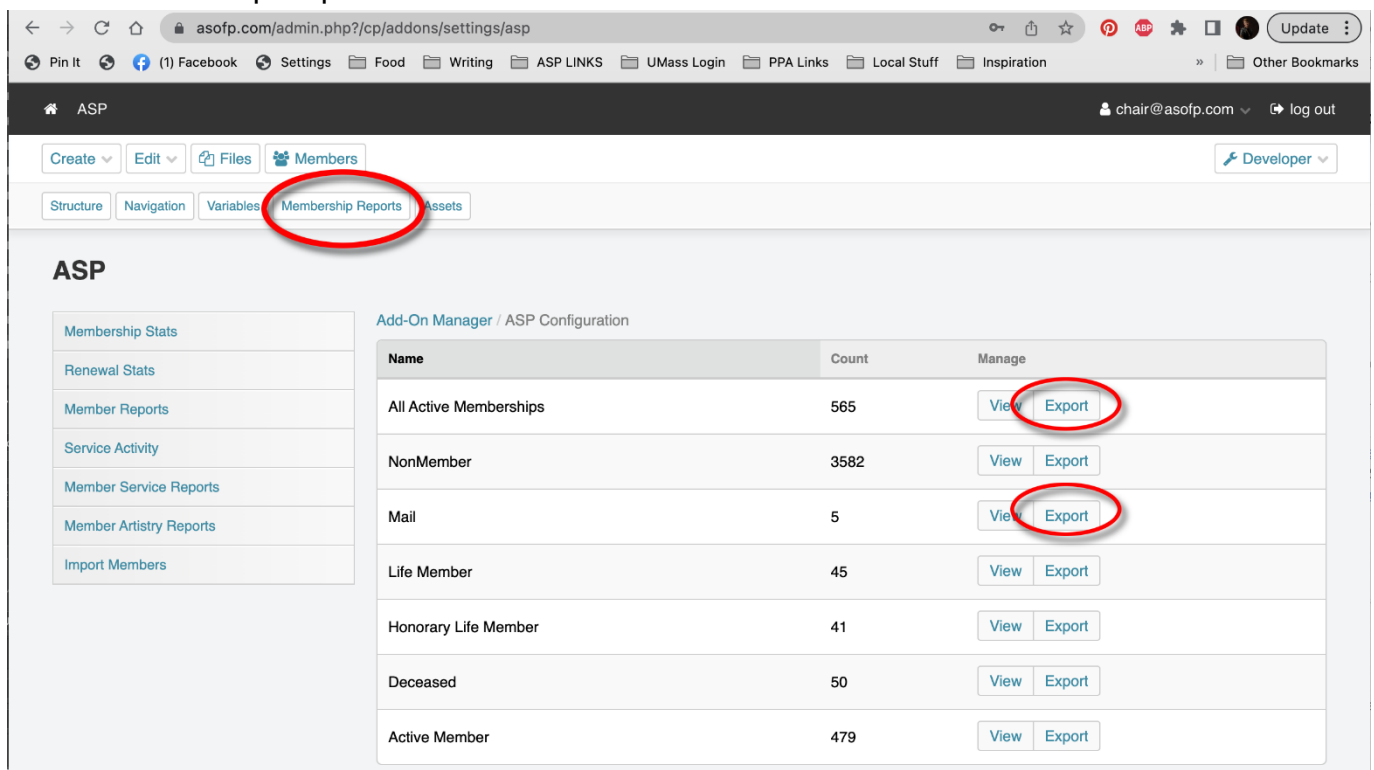 asofp.com/admin.php?/cp/addons/settings/asp ABP Update
Pin It (1) Facebook Settings Food Writing ASP LINKS UMass Login PPA Links Local Stuff Inspiration » Other Bookmarks
ASP chair@asofp.com log out
Create Edit Files Members Developer
Structure Navigation Variables Membership Reports Assets
ASP
Add-On Manager / ASP Configuration
Membership Stats
Renewal Stats
Member Reports
Service Activity
Member Service Reports
Member Artistry Reports
Import Members
Name Count Manage
All Active Memberships 565 View Export
NonMember 3582 View Export
Mail 5 View Export
Life Member 45 View Export
Honorary Life Member 41 View Export
Deceased 50 View Export
Active Member 479 View Export